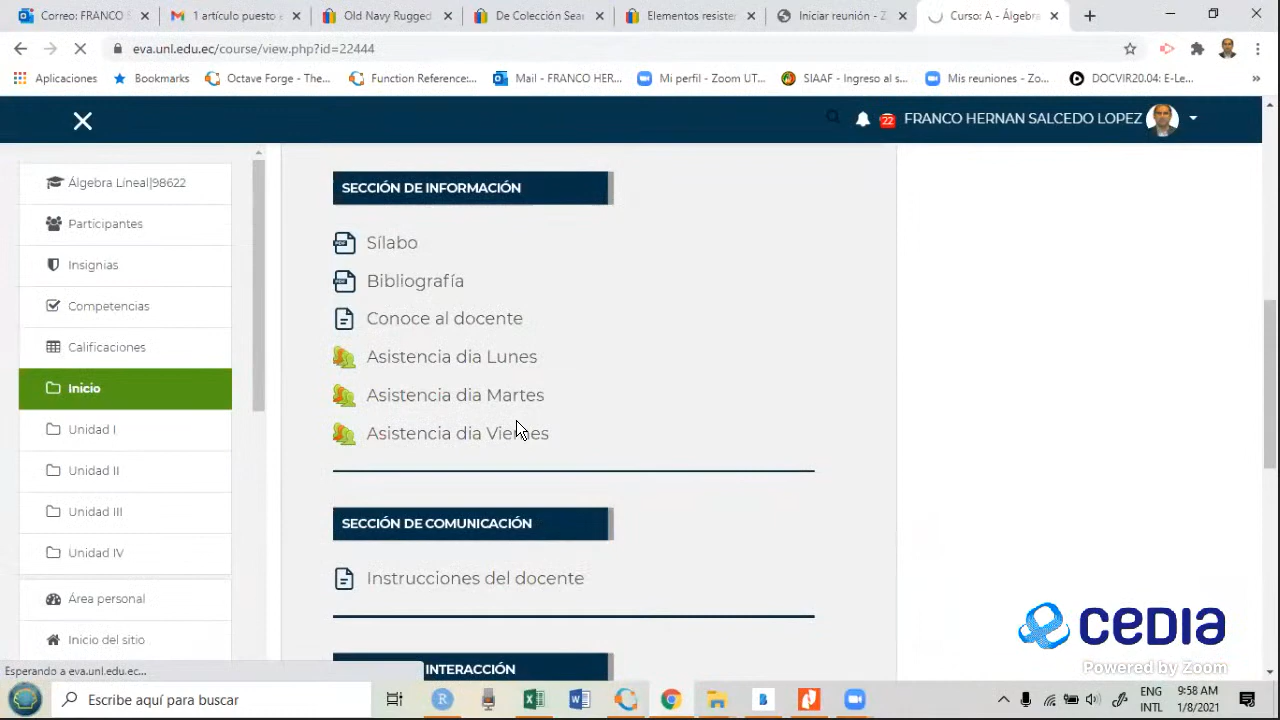 Correo: FRANCO H
1 artículo puesto e
Old Navy Rugged
De Colección Sea
Elementos resiste
Iniciar reunión - Z
Curso: A - Álgebra
eva.unl.edu.ec/course/view.php?id=22444
Aplicaciones
Bookmarks
Octave Forge - The...
Function Reference:...
Mail - FRANCO HER...
Mi perfil - Zoom UT...
SIAAF - Ingreso al s...
Mis reuniones - Zo...
DOCVIR20.04: E-Le...
22
FRANCO HERNAN SALCEDO LOPEZ
Álgebra Lineal|98622
Participantes
Insignias
Competencias
Calificaciones
Inicio
Unidad I
Unidad II
Unidad III
Unidad IV
Área personal
Inicio del sitio
SECCIÓN DE INFORMACIÓN
Sílabo
Bibliografía
Conoce al docente
Asistencia dia Lunes
Asistencia dia Martes
Asistencia dia Viernes
SECCIÓN DE COMUNICACIÓN
Instrucciones del docente
INTERACCIÓN
Esperando a eva.unl.edu.ec...
cedia
Powered by Zoom
Escribe aquí para buscar
ENG
INTL
9:58 AM
1/8/2021